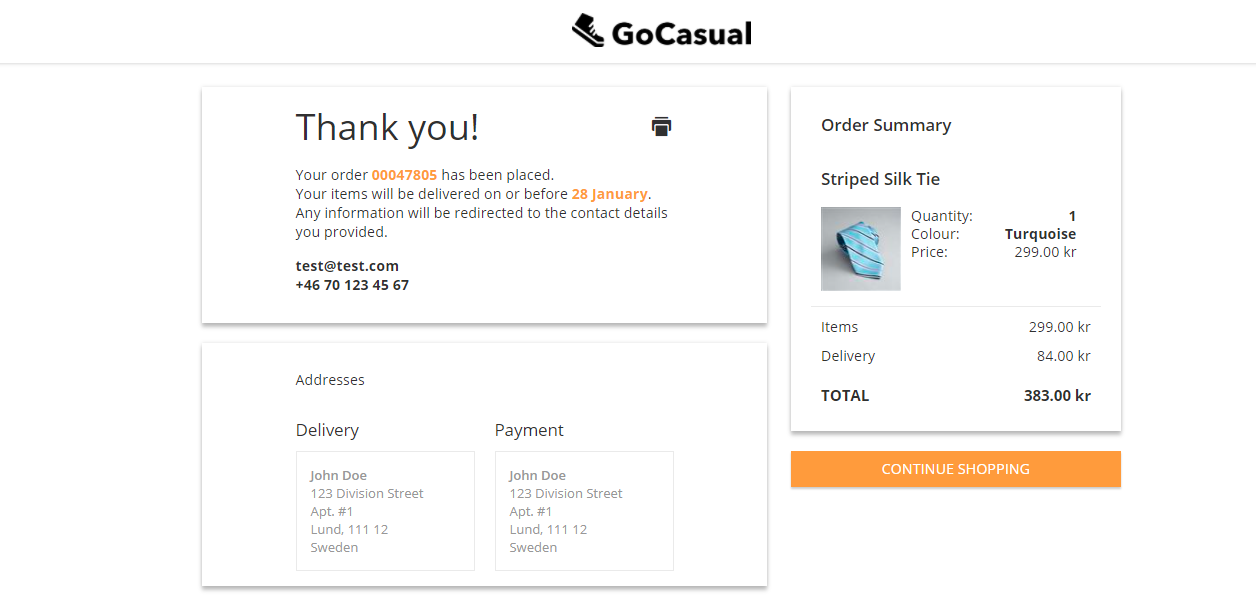 GoCasual
Thank you!
Your order 00047805 has been placed.
Your items will be delivered on or before 28 January.
Any information will be redirected to the contact details
you provided.
test@test.com
+46 70 123 45 67
Addresses
Delivery
John Doe
123 Division Street
Apt. #1
Lund, 111 12
Sweden
Payment
John Doe
123 Division Street
Apt. #1
Lund, 111 12
Sweden
Order Summary
Striped Silk Tie
Quantity: 1
Colour: Turquoise
Price: 299.00 kr
Items 299.00 kr
Delivery 84.00 kr
TOTAL 383.00 kr
CONTINUE SHOPPING